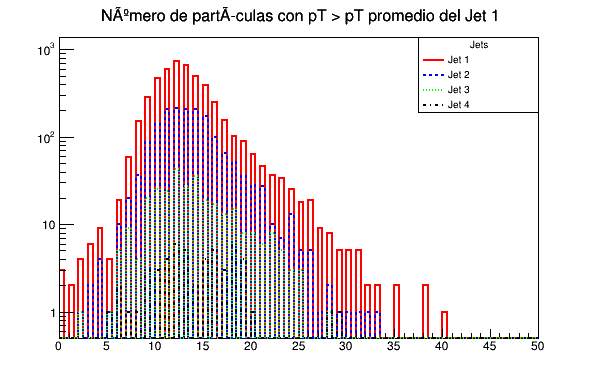 NÃºmero de partÃ-culas con pT > pT promedio del Jet 1
Jets
Jet 1
Jet 2
Jet 3
Jet 4
10³
10²
10
1
0 5 10 15 20 25 30 35 40 45 50